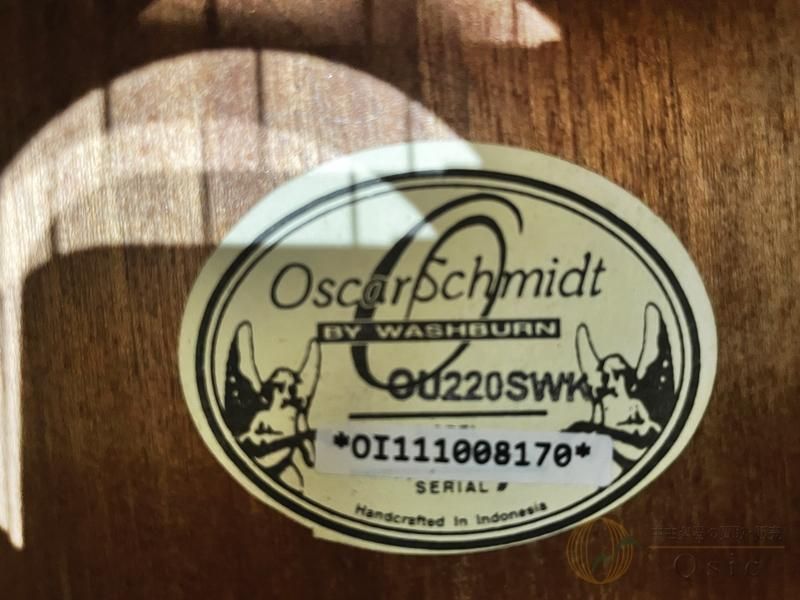 OscarSchmidt
BY WASHBURN
OU220SWK
*OI111008170*
SERIAL #
Handcrafted In Indonesia
Qsic